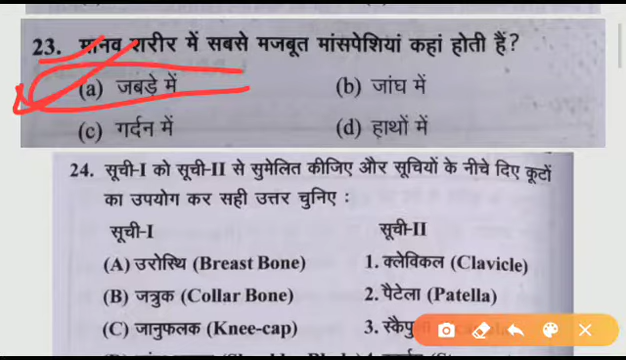 23. मानव शरीर में सबसे मजबूत मांसपेशियां कहां होती हैं?
(a) जबड़े में (b) जांघ में
(c) गर्दन में (d) हाथों में
24. सूची-I को सूची-II से सुमेलित कीजिए और सूचियों के नीचे दिए कूटों
का उपयोग कर सही उत्तर चुनिए :
सूची-I सूची-II
(A) उरोस्थि (Breast Bone) 1. क्लेविकल (Clavicle)
(B) जत्रुक (Collar Bone) 2. पैटेला (Patella)
(C) जानुफलक (Knee-cap) 3.